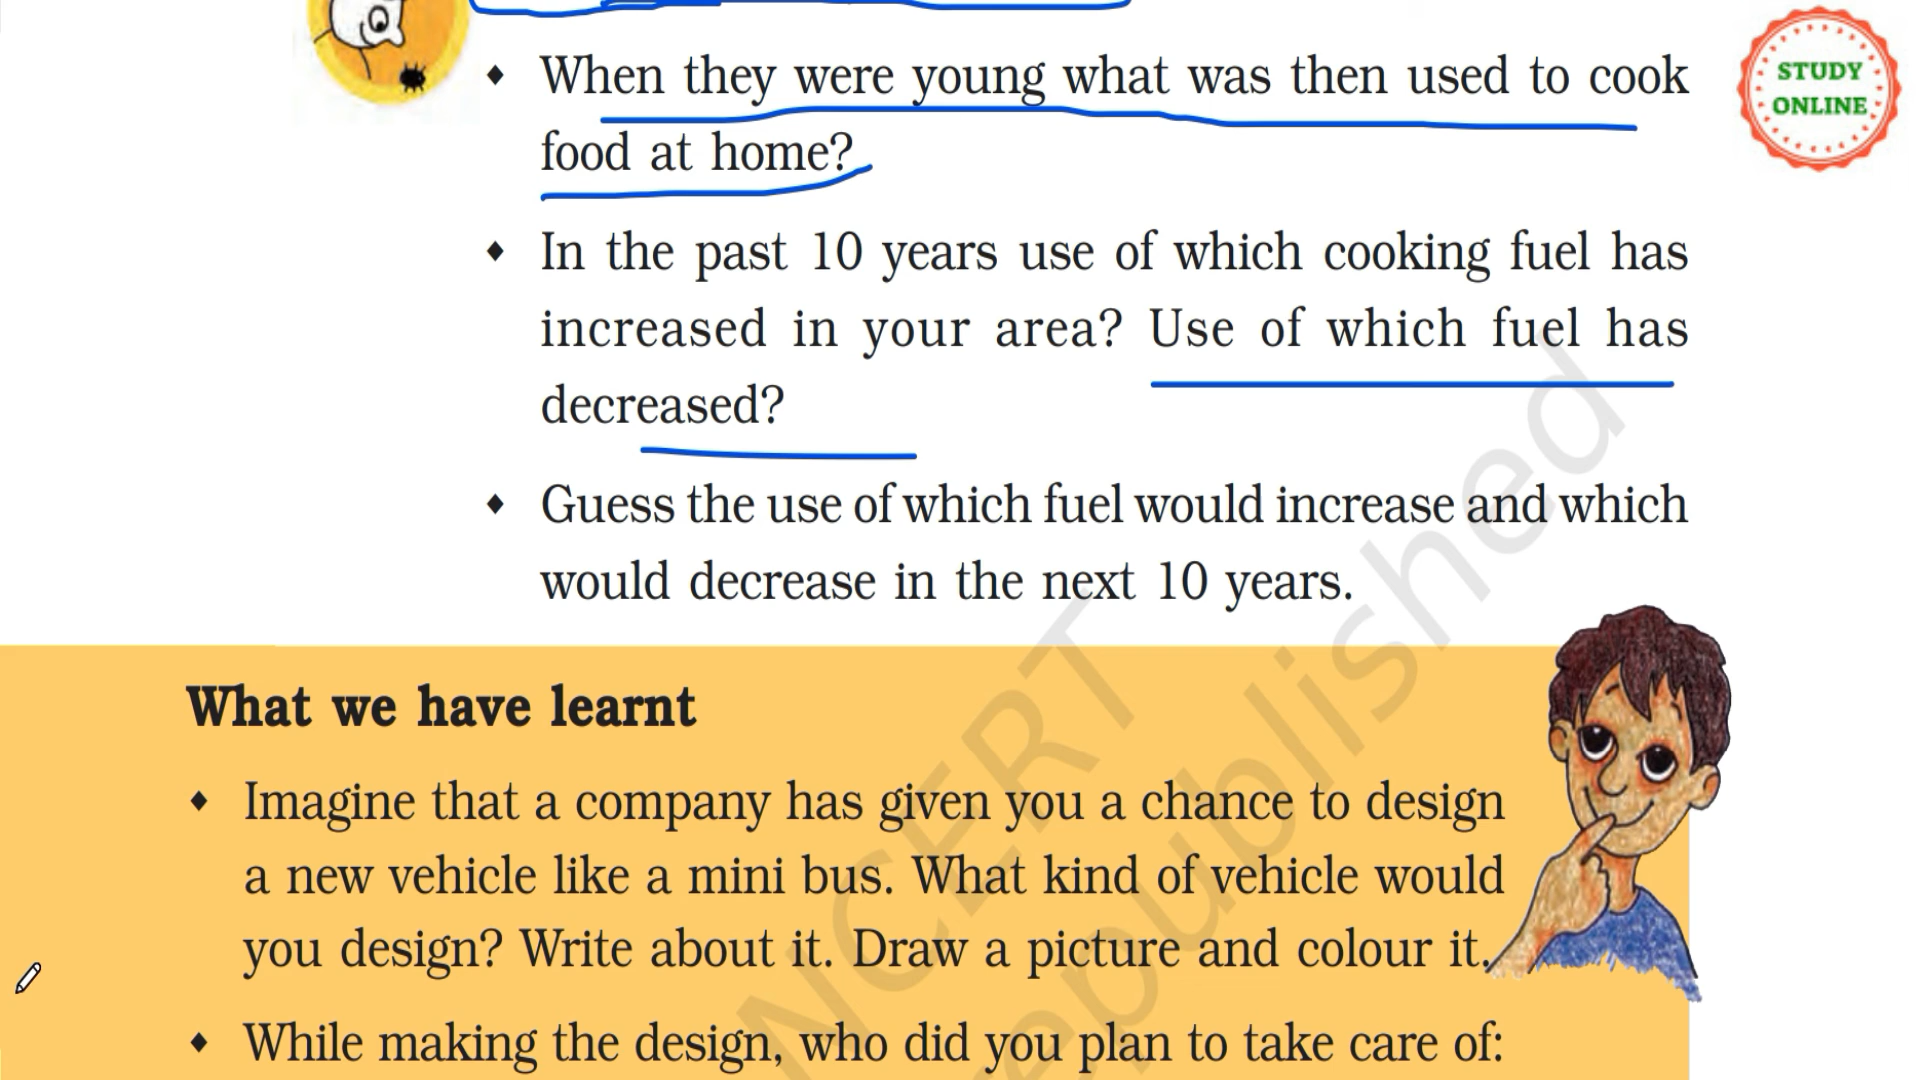 STUDY
ONLINE
♦ When they were young what was then used to cook
food at home?
♦ In the past 10 years use of which cooking fuel has
increased in your area? Use of which fuel has
decreased?
♦ Guess the use of which fuel would increase and which
would decrease in the next 10 years.
What we have learnt
♦ Imagine that a company has given you a chance to design
a new vehicle like a mini bus. What kind of vehicle would
you design? Write about it. Draw a picture and colour it.
♦ While making the design, who did you plan to take care of:
NCERT
republished